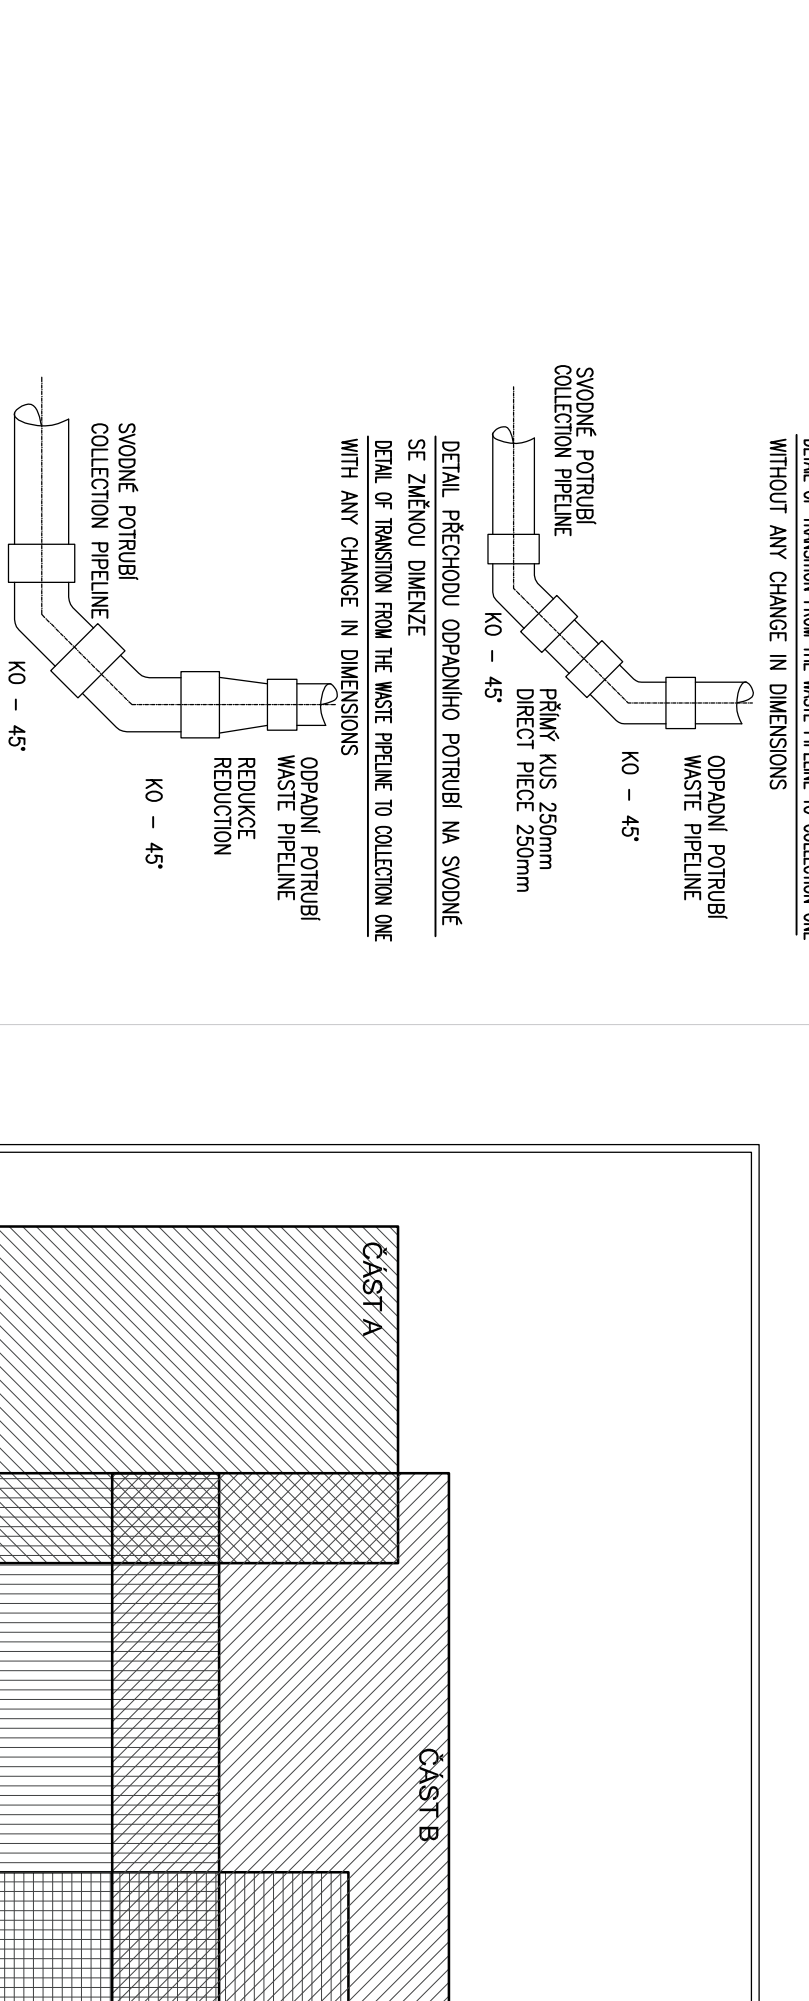 WITHOUT ANY CHANGE IN DIMENSIONS
SVODNÉ POTRUBÍ
COLLECTION PIPELINE
ODPADNÍ POTRUBÍ
WASTE PIPELINE
KO - 45°
PŘÍMÝ KUS 250mm
DIRECT PIECE 250mm
KO - 45°
DETAIL PŘECHODU ODPADNÍHO POTRUBÍ NA SVODNÉ
SE ZMĚNOU DIMENZE
DETAIL OF TRANSITION FROM THE WASTE PIPELINE TO COLLECTION ONE
WITH ANY CHANGE IN DIMENSIONS
ODPADNÍ POTRUBÍ
WASTE PIPELINE
REDUKCE
REDUCTION
KO - 45°
SVODNÉ POTRUBÍ
COLLECTION PIPELINE
KO - 45°
ČÁST A
ČÁST B